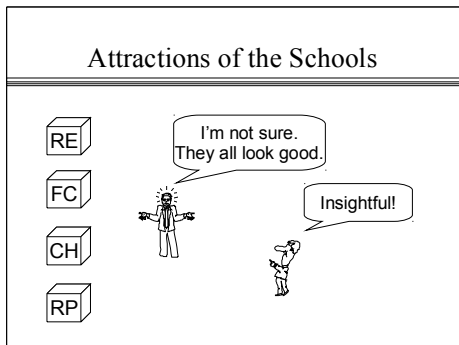 Attractions of the Schools
RE
FC
CH
RP
I'm not sure.
They all look good.
Insightful!